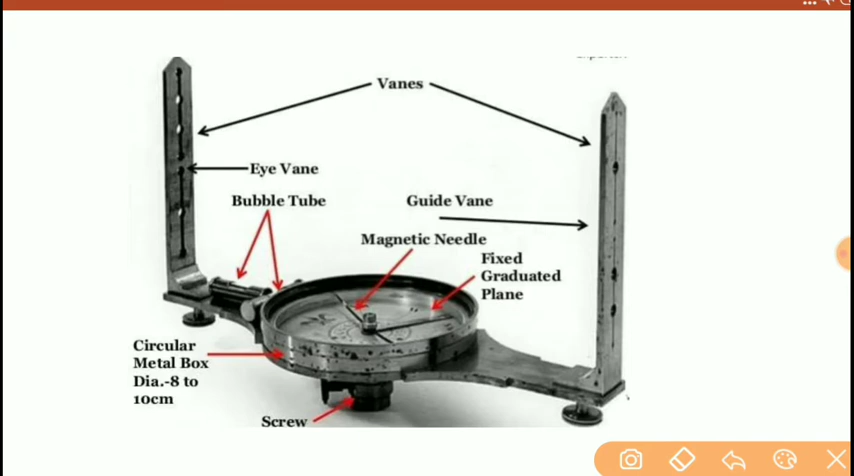 Vanes
Eye Vane
Bubble Tube
Guide Vane
Magnetic Needle
Fixed
Graduated
Plane
Circular
Metal Box
Dia.-8 to
10cm
Screw